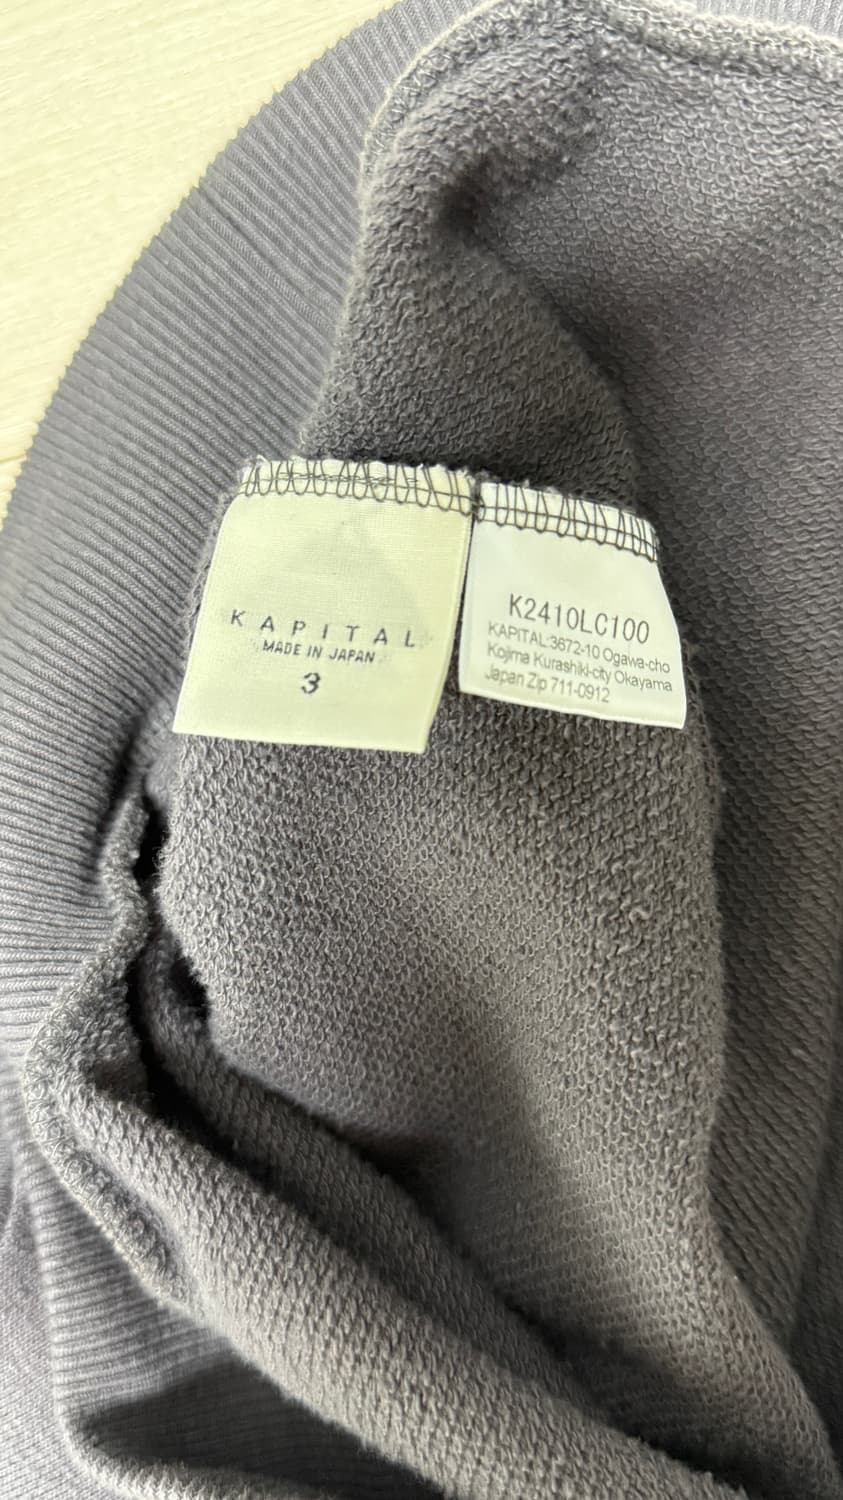 KAPITAL
MADE IN JAPAN
3
K2410LC100
KAPITAL:3672-10 Ogawa-cho
Kojima Kurashiki-city Okayama
Japan Zip 711-0912